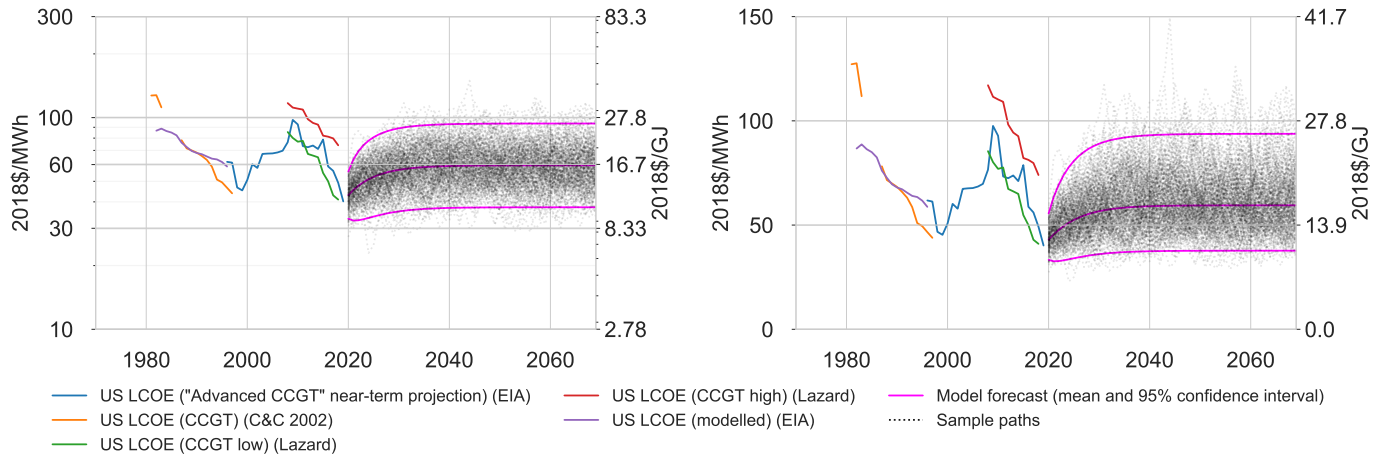 300
100
60
30
10
2018$/MWh
83.3
27.8
16.7
8.33
2.78
2018$/GJ
1980 2000 2020 2040 2060
150
100
50
0
2018$/MWh
41.7
27.8
13.9
0.0
2018$/GJ
1980 2000 2020 2040 2060
US LCOE ("Advanced CCGT" near-term projection) (EIA)
US LCOE (CCGT) (C&C 2002)
US LCOE (CCGT low) (Lazard)
US LCOE (CCGT high) (Lazard)
US LCOE (modelled) (EIA)
Model forecast (mean and 95% confidence interval)
Sample paths